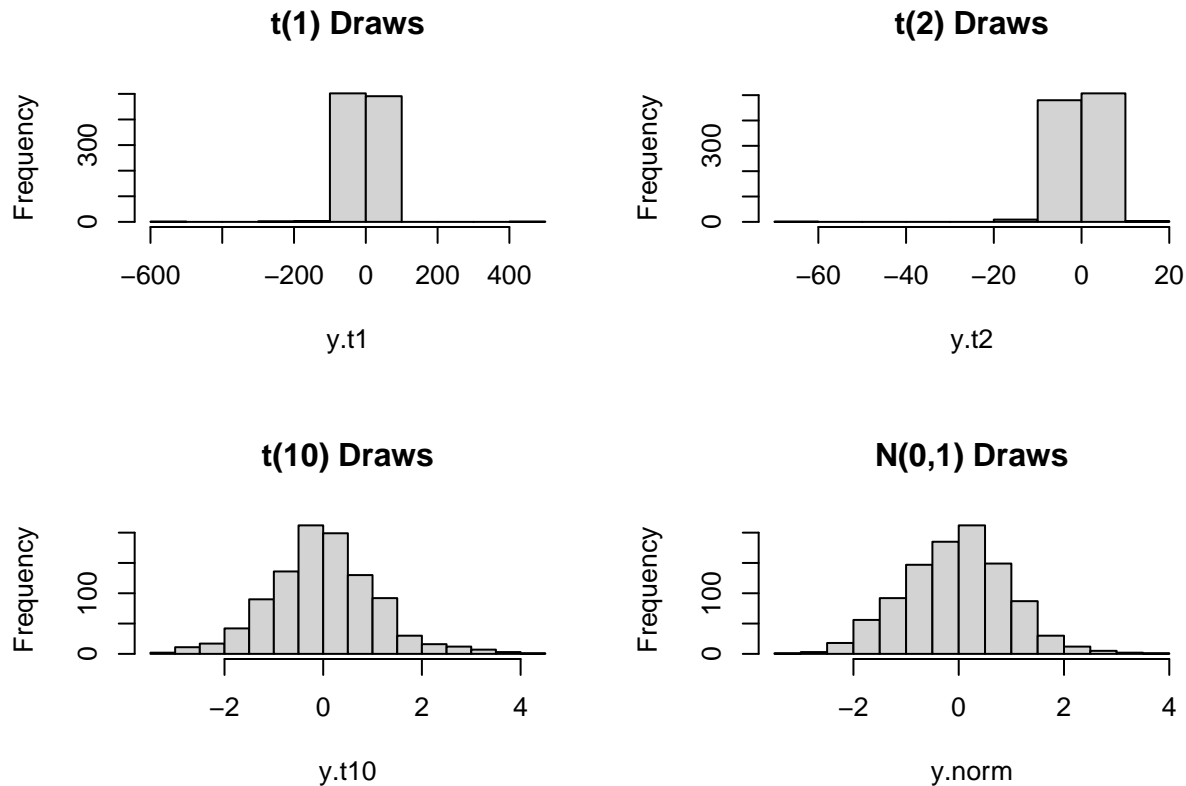 t(1) Draws
Frequency
300
0
−600
−200
0
200
400
y.t1
t(2) Draws
Frequency
300
0
−60
−40
−20
0
20
y.t2
t(10) Draws
Frequency
100
0
−2
0
2
4
y.t10
N(0,1) Draws
Frequency
100
0
−2
0
2
4
y.norm